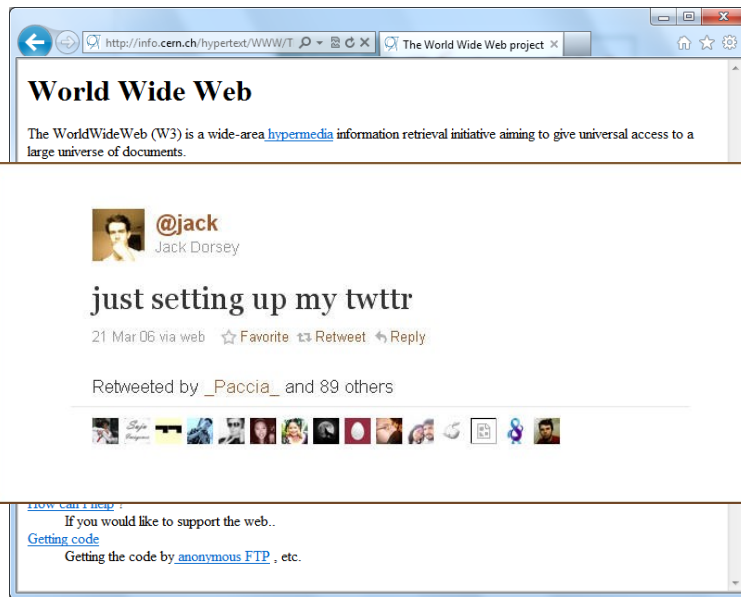 http://info.cern.ch/hypertext/WWW/T
The World Wide Web project
World Wide Web
The WorldWideWeb (W3) is a wide-area hypermedia information retrieval initiative aiming to give universal access to a
large universe of documents.
@jack
Jack Dorsey
just setting up my twttr
21 Mar 06 via web Favorite Retweet Reply
Retweeted by _Paccia_ and 89 others
How can I help ?
If you would like to support the web..
Getting code
Getting the code by anonymous FTP , etc.